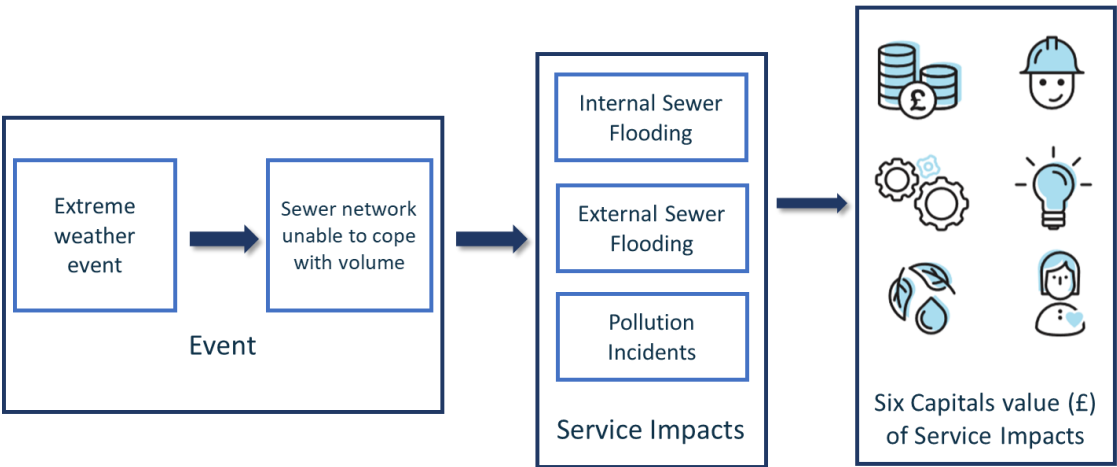 Extreme
weather
event
Sewer network
unable to cope
with volume
Event
Internal Sewer
Flooding
External Sewer
Flooding
Pollution
Incidents
Service Impacts
£
Six Capitals value (£)
of Service Impacts